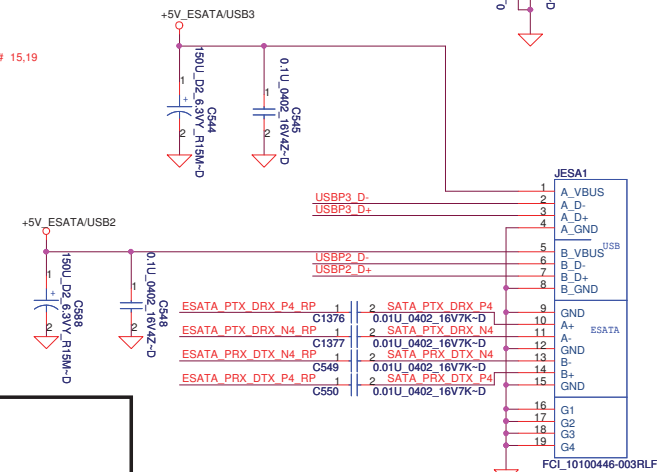 +5V_ESATA/USB3
# 15,19
D
0
1
2
+
150U_D2_6.3VY_R15M~D
C544
1
2
0.1U_0402_16V4Z~D
C545
JESA1
USBP3_D-
USBP3_D+
1 A_VBUS
2 A_D-
3 A_D+
4 A_GND
+5V_ESATA/USB2
USBP2_D-
USBP2_D+
5 B_VBUS
USB
6 B_D-
7 B_D+
8 B_GND
1
2
+
150U_D2_6.3VY_R15M~D
C588
1
2
0.1U_0402_16V4Z~D
C548
ESATA_PTX_DRX_P4_RP 1 2 SATA_PTX_DRX_P4
C1376 0.01U_0402_16V7K~D
ESATA_PTX_DRX_N4_RP 1 2 SATA_PTX_DRX_N4
C1377 0.01U_0402_16V7K~D
ESATA_PRX_DTX_N4_RP 1 2 SATA_PRX_DTX_N4
C549 0.01U_0402_16V7K~D
ESATA_PRX_DTX_P4_RP 1 2 SATA_PRX_DTX_P4
C550 0.01U_0402_16V7K~D
9 GND
10 A+
ESATA
11 A-
12 GND
13 B-
14 B+
15 GND
16 G1
17 G2
18 G3
19 G4
FCI_10100446-003RLF